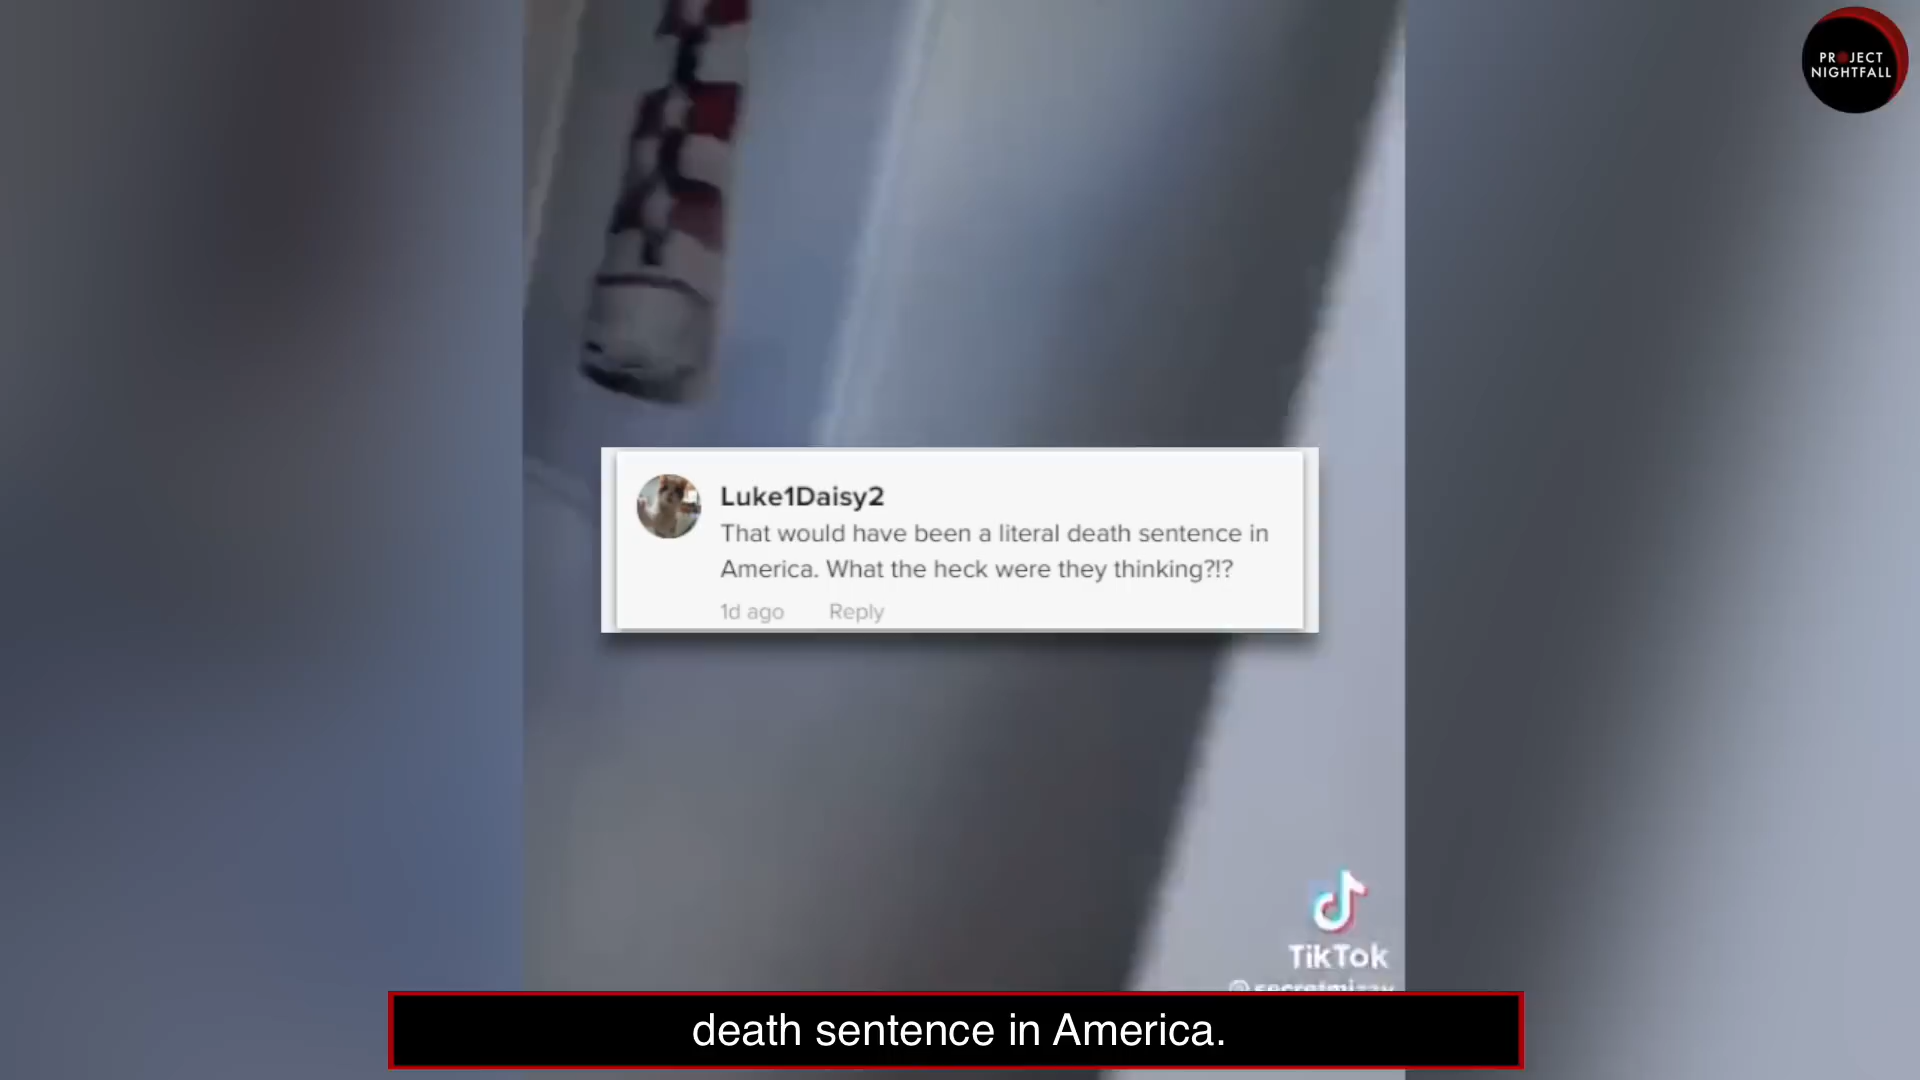 PROJECT
NIGHTFALL
Luke1Daisy2
That would have been a literal death sentence in
America. What the heck were they thinking?!?
1d ago Reply
TikTok
death sentence in America.